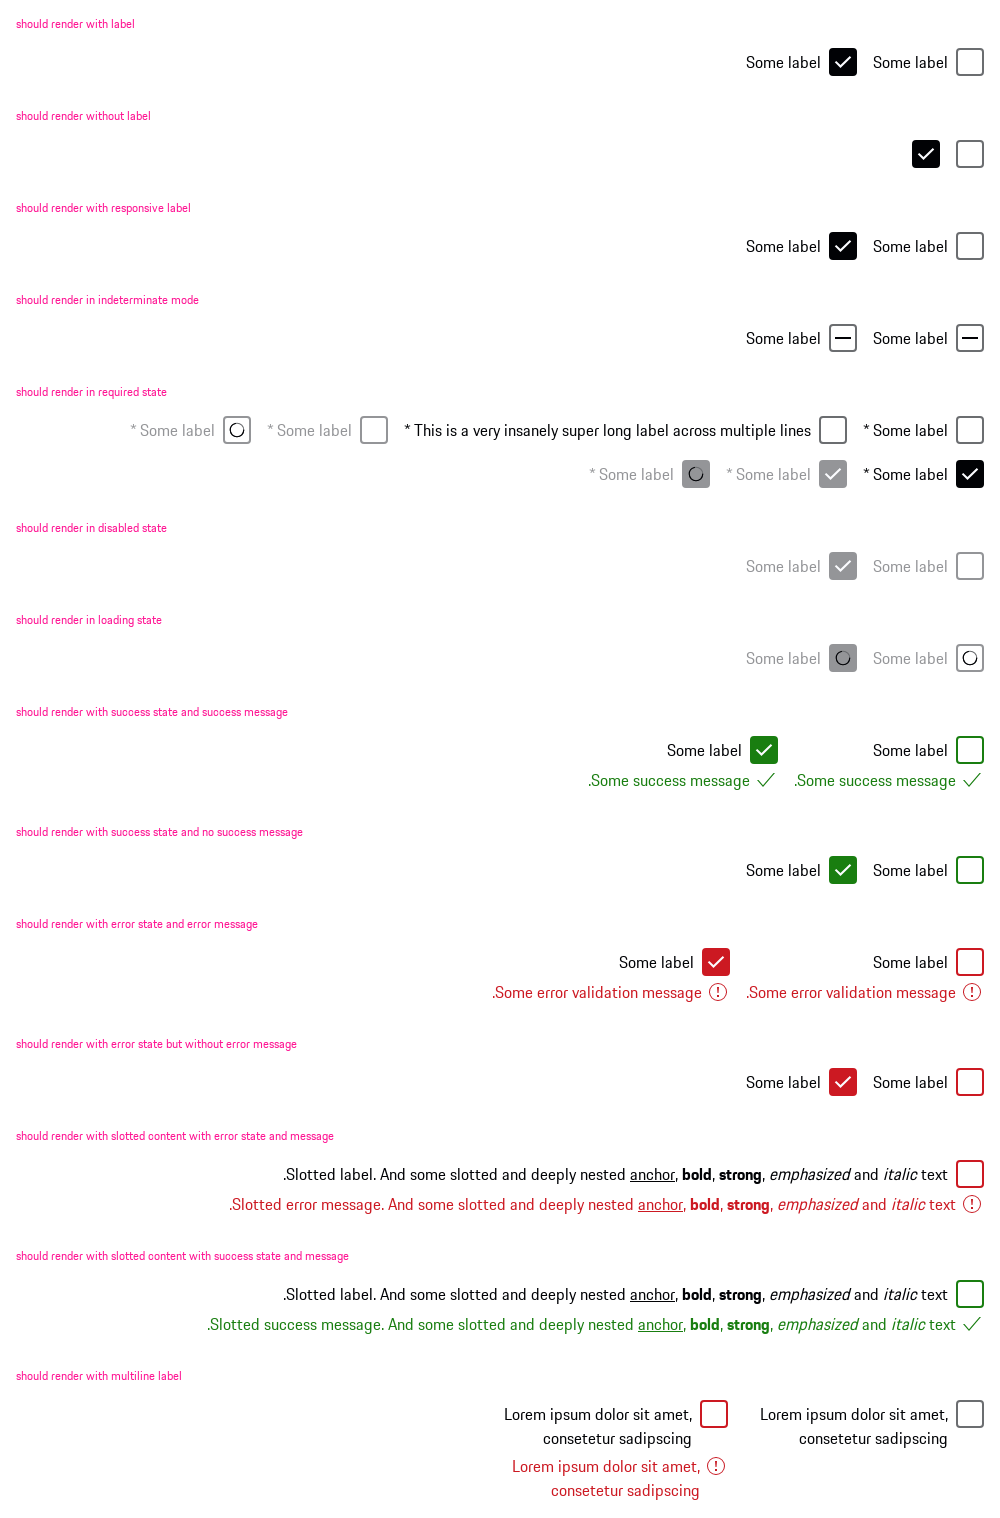 should render with label
Some label Some label
should render without label
should render with responsive label
Some label Some label
should render in indeterminate mode
Some label Some label
should render in required state
* Some label * Some label * This is a very insanely super long label across multiple lines * Some label
* Some label * Some label * Some label
should render in disabled state
Some label Some label
should render in loading state
Some label Some label
should render with success state and success message
Some label Some label
.Some success message .Some success message
should render with success state and no success message
Some label Some label
should render with error state and error message
Some label Some label
.Some error validation message .Some error validation message
should render with error state but without error message
Some label Some label
should render with slotted content with error state and message
.Slotted label. And some slotted and deeply nested anchor, bold, strong, emphasized and italic text
.Slotted error message. And some slotted and deeply nested anchor, bold, strong, emphasized and italic text
should render with slotted content with success state and message
.Slotted label. And some slotted and deeply nested anchor, bold, strong, emphasized and italic text
.Slotted success message. And some slotted and deeply nested anchor, bold, strong, emphasized and italic text
should render with multiline label
Lorem ipsum dolor sit amet, Lorem ipsum dolor sit amet,
consetetur sadipscing consetetur sadipscing
Lorem ipsum dolor sit amet,
consetetur sadipscing